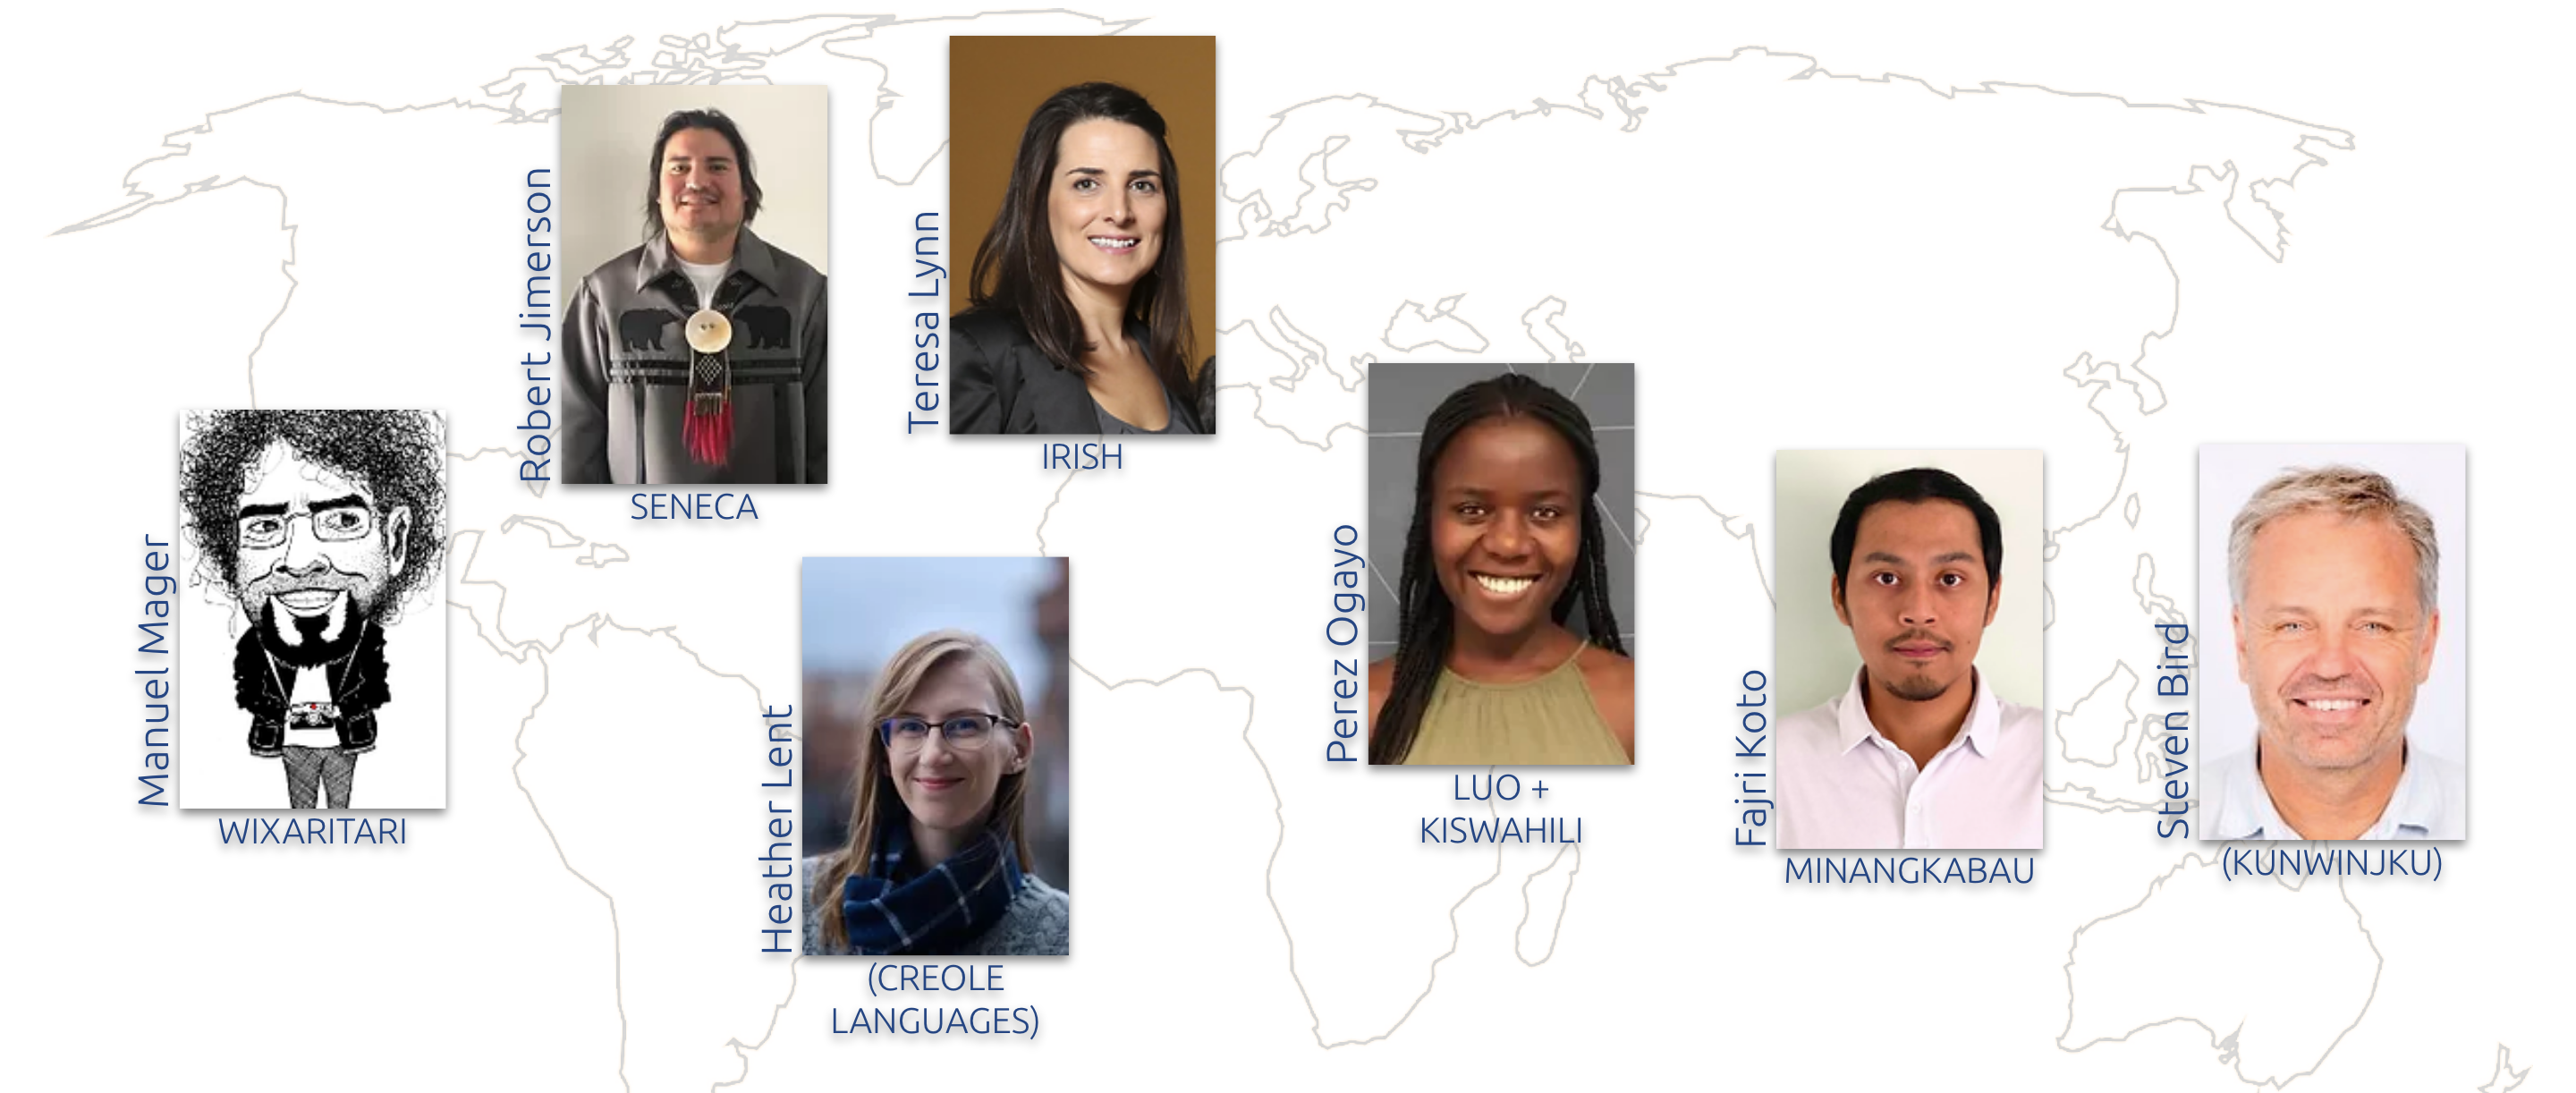 Manuel Mager
WIXARITARI
Robert Jimerson
SENECA
Teresa Lynn
IRISH
Heather Lent
(CREOLE
LANGUAGES)
Perez Ogayo
LUO +
KISWAHILI
Fajri Koto
MINANGKABAU
Steven Bird
(KUNWINJKU)